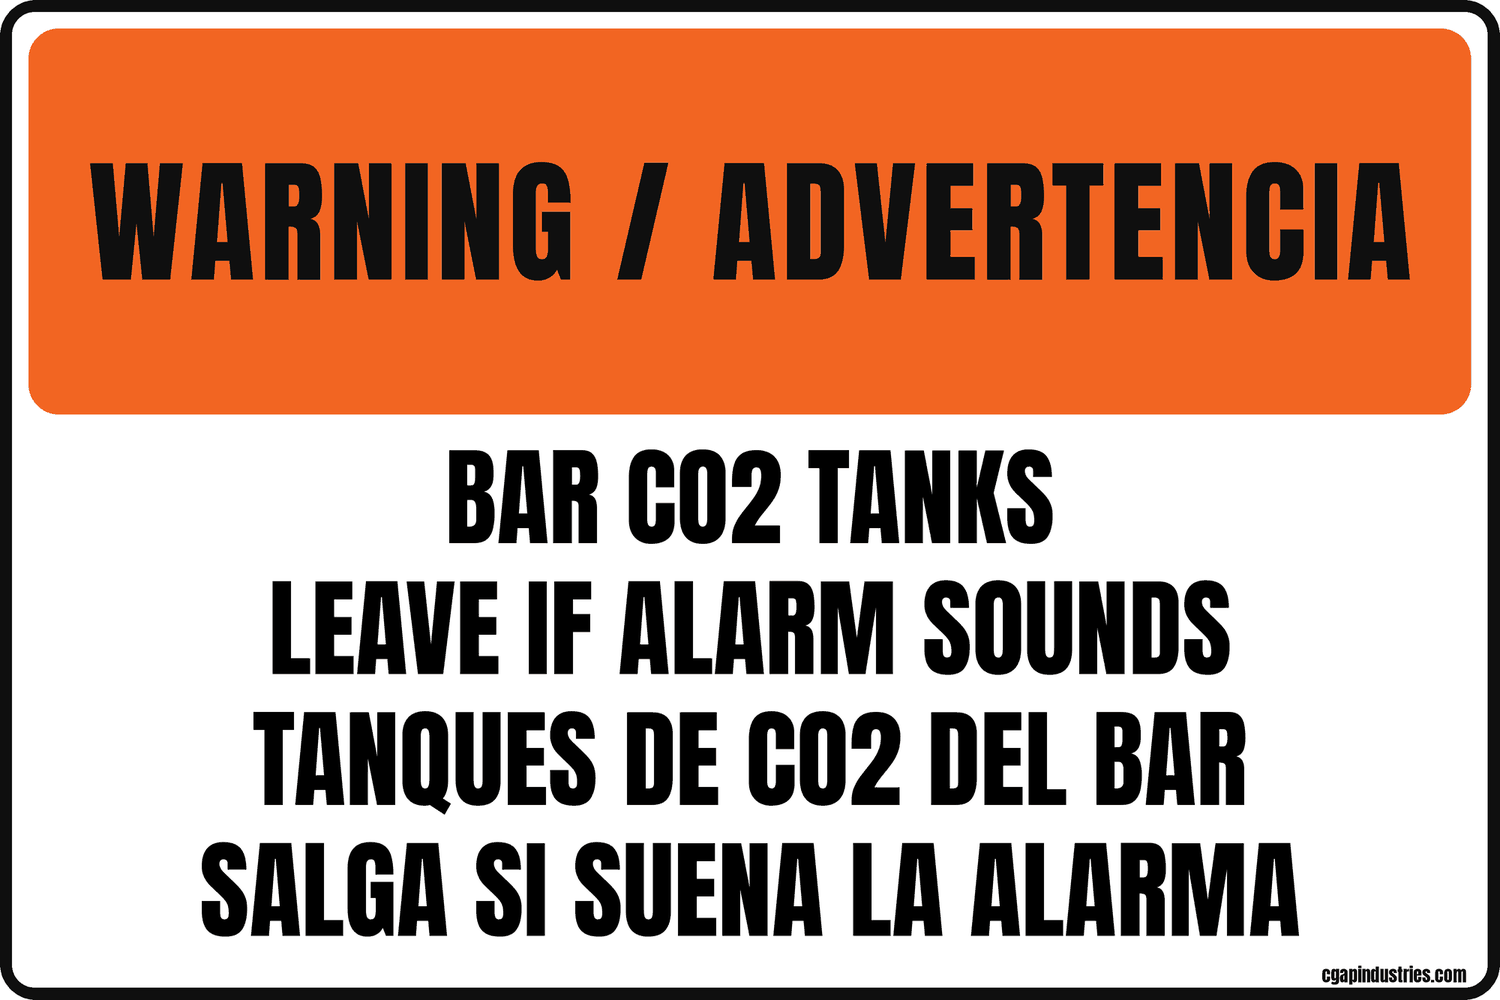 WARNING / ADVERTENCIA
BAR CO2 TANKS
LEAVE IF ALARM SOUNDS
TANQUES DE CO2 DEL BAR
SALGA SI SUENA LA ALARMA
cgapindustries.com